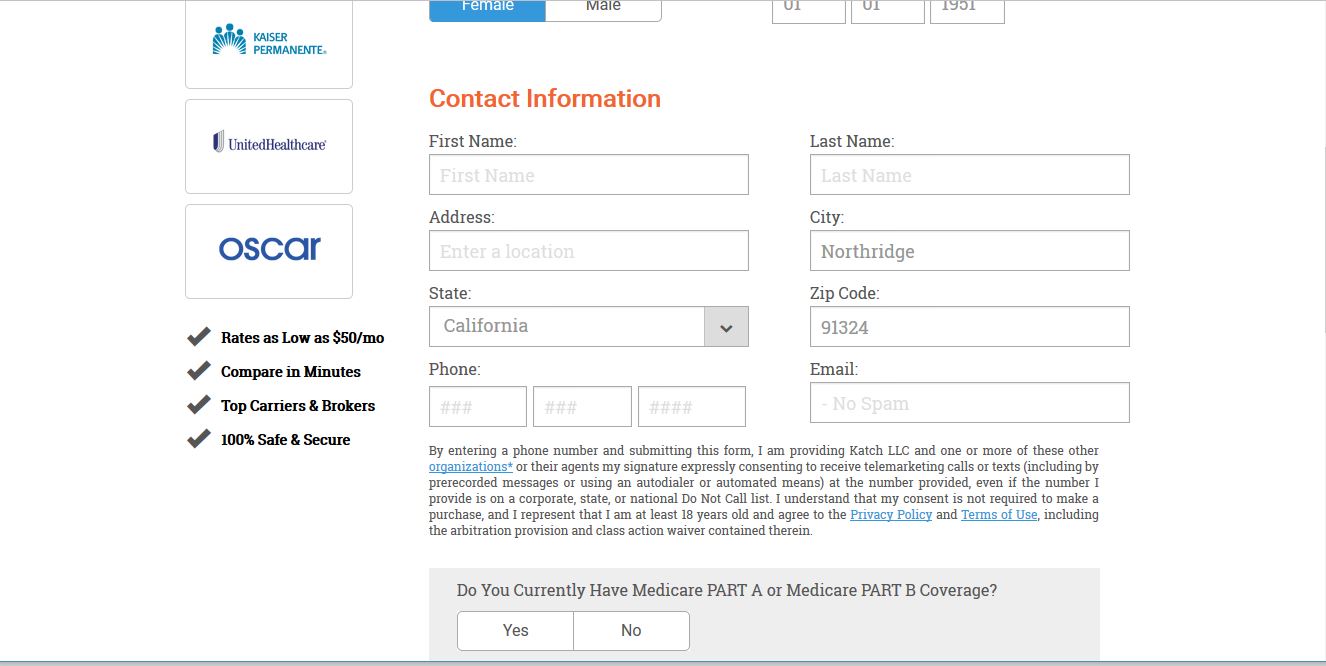 Female
Male
01
01
1951
KAISER
PERMANENTE®
Contact Information
First Name:
Last Name:
First Name
Last Name
UnitedHealthcare®
Address:
City:
Enter a location
Northridge
oscar
State:
Zip Code:
California
91324
Rates as Low as $50/mo
Compare in Minutes
Top Carriers & Brokers
100% Safe & Secure
Phone:
Email:
###
###
####
- No Spam
By entering a phone number and submitting this form, I am providing Katch LLC and one or more of these other
organizations* or their agents my signature expressly consenting to receive telemarketing calls or texts (including by
prerecorded messages or using an autodialer or automated means) at the number provided, even if the number I
provide is on a corporate, state, or national Do Not Call list. I understand that my consent is not required to make a
purchase, and I represent that I am at least 18 years old and agree to the Privacy Policy and Terms of Use, including
the arbitration provision and class action waiver contained therein.
Do You Currently Have Medicare PART A or Medicare PART B Coverage?
Yes
No